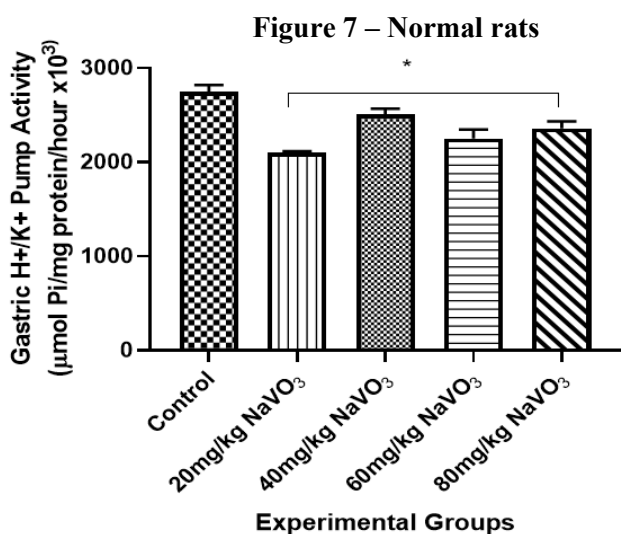 Figure 7 – Normal rats
*
Gastric H+/K+ Pump Activity
(μmol Pi/mg protein/hour x10³)
3000
2000
1000
0
Control
20mg/kg NaVO₃
40mg/kg NaVO₃
60mg/kg NaVO₃
80mg/kg NaVO₃
Experimental Groups